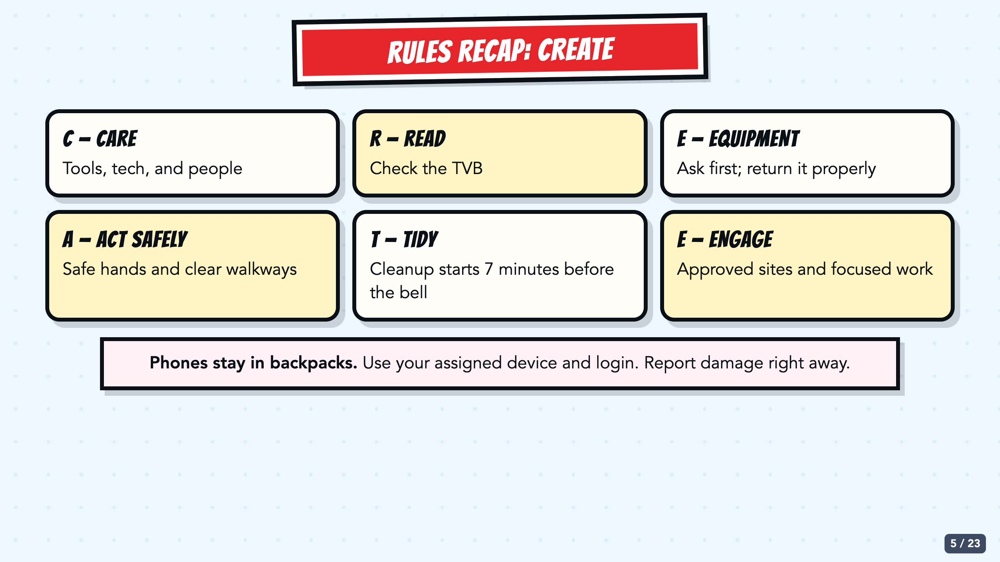 RULES RECAP: CREATE
C – CARE
Tools, tech, and people
R – READ
Check the TVB
E – EQUIPMENT
Ask first; return it properly
A – ACT SAFELY
Safe hands and clear walkways
T – TIDY
Cleanup starts 7 minutes before
the bell
E – ENGAGE
Approved sites and focused work
Phones stay in backpacks. Use your assigned device and login. Report damage right away.
5 / 23